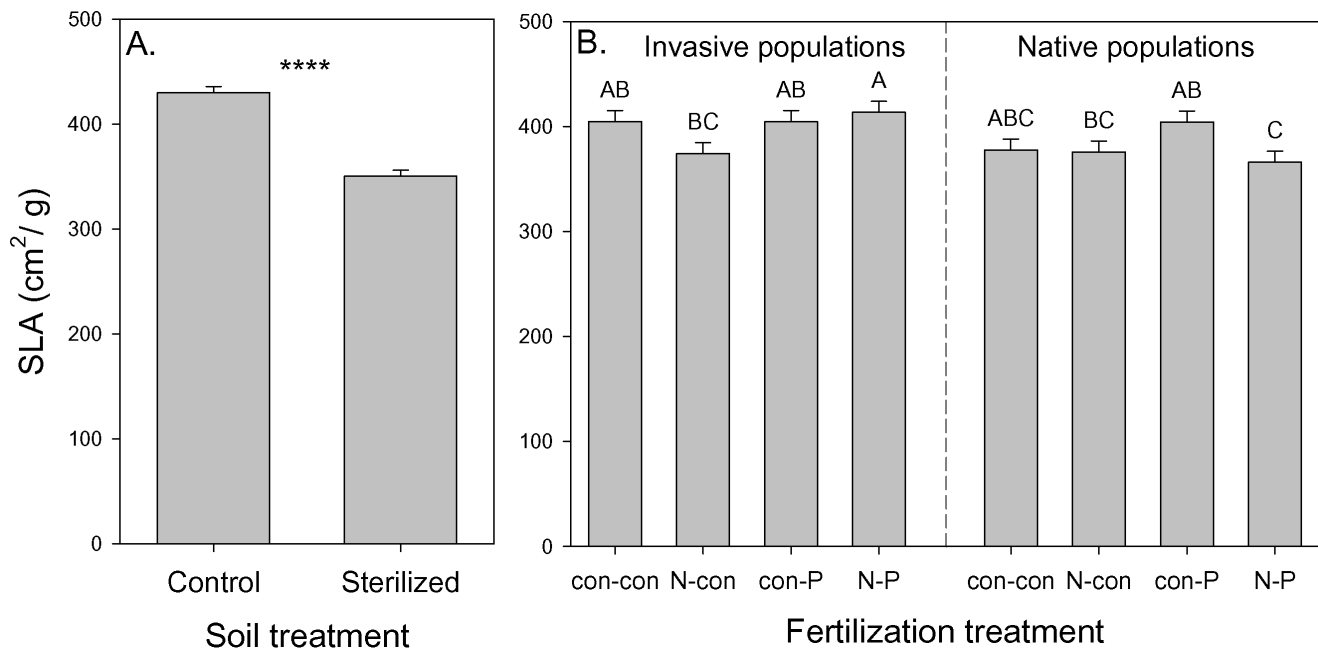 A.
****
500
400
300
200
100
0
SLA (cm²/ g)
Control Sterilized
Soil treatment
B.
Invasive populations Native populations
500
400
300
200
100
0
AB BC AB A ABC BC AB C
con-con N-con con-P N-P con-con N-con con-P N-P
Fertilization treatment